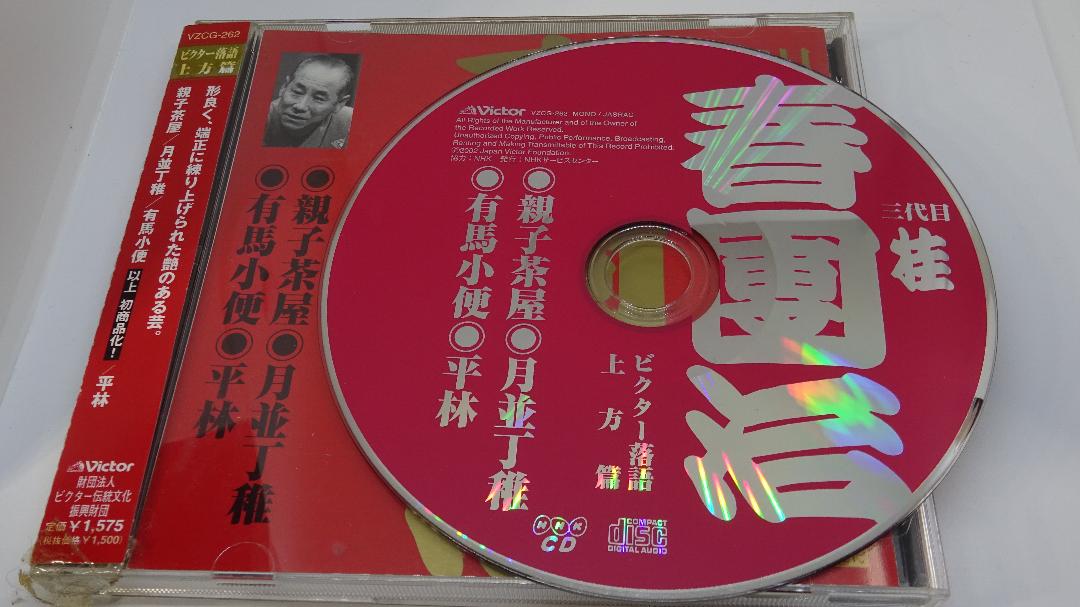 VZCG-262
ビクター落語
上方篇
形良く、端正に練り上げられた艶のある芸。
親子茶屋/月並丁稚/有馬小便 以上 初商品化! /平林
Victor
財団法人
ビクター伝統文化
振興財団
定価¥1,575
(税抜価格¥1,500)
●親子茶屋●月並丁稚
●有馬小便●平林
Victor VZCG-262 MONO / JASRAC
All Rights of the Manufacturer and of the Owner of
the Recorded Work Reserved.
Unauthorized Copying, Public Performance, Broadcasting,
Renting and Making Transmittable of This Record Prohibited.
Ⓟ©2002 Japan Victor Foundation.
協力:NHK 発行:NHKサービスセンター
三代目
桂
春團治
ビクター落語
上方篇
◉親子茶屋◉月並丁稚
◉有馬小便◉平林
NHK
CD
COMPACT
disc
DIGITAL AUDIO